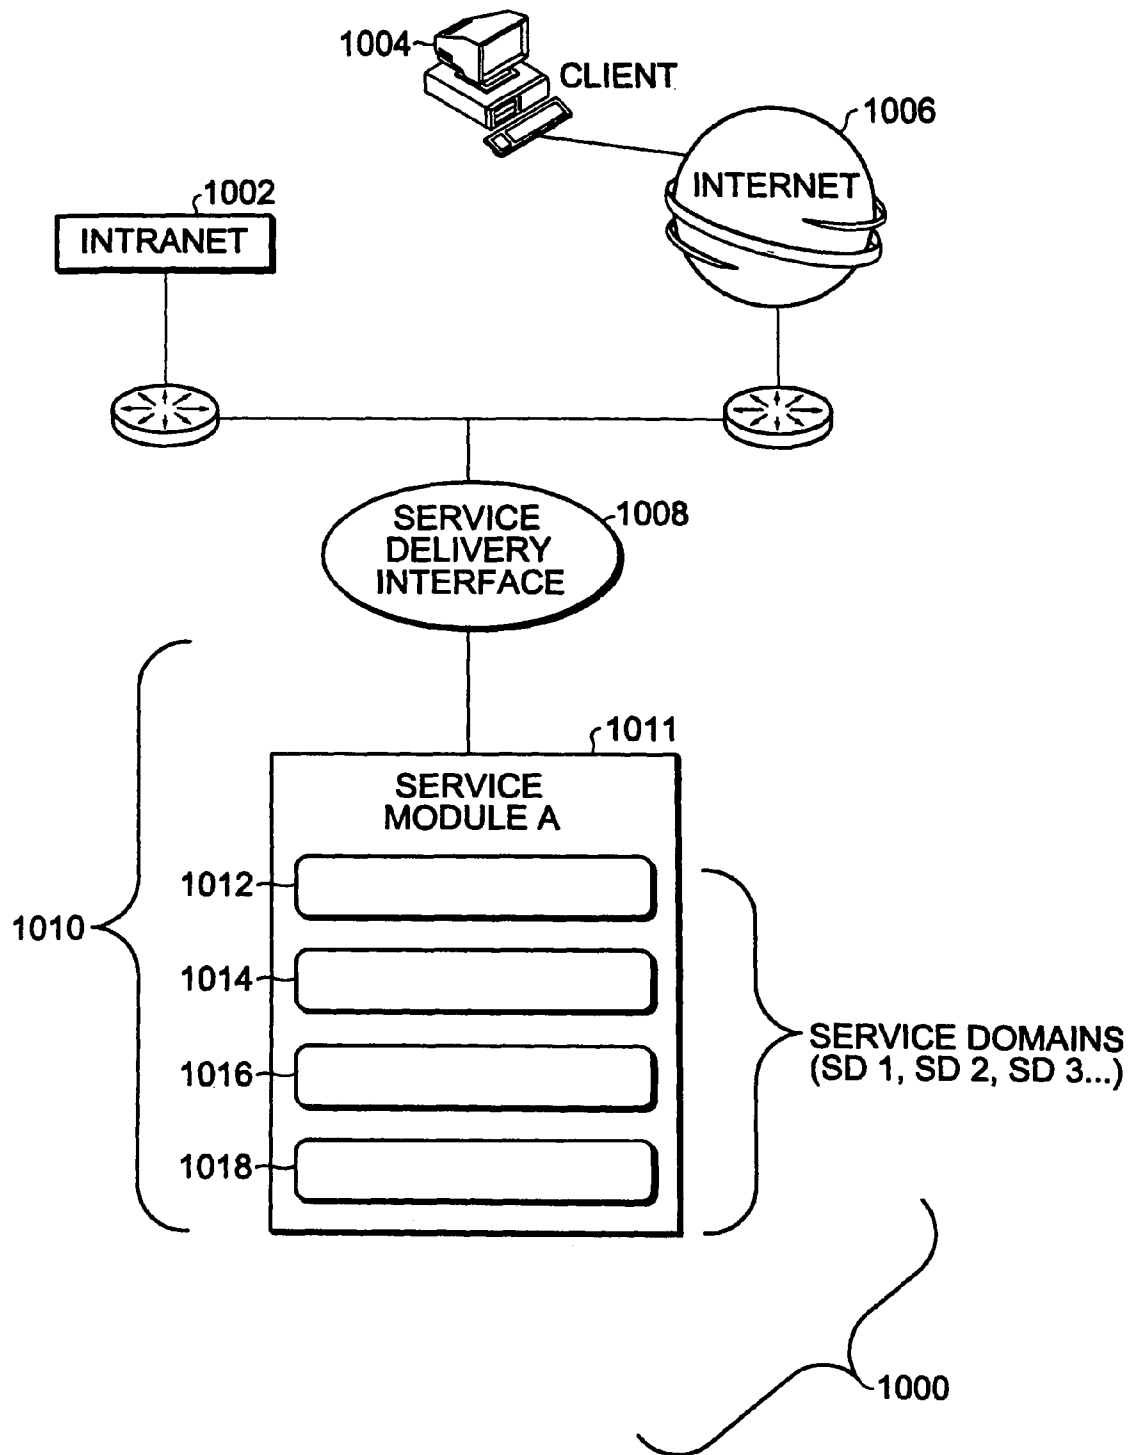 1004
CLIENT
1006
INTERNET
1002
INTRANET
SERVICE
DELIVERY
INTERFACE
1008
1011
SERVICE
MODULE A
1012
1010
1014
SERVICE DOMAINS
(SD 1, SD 2, SD 3...)
1016
1018
1000